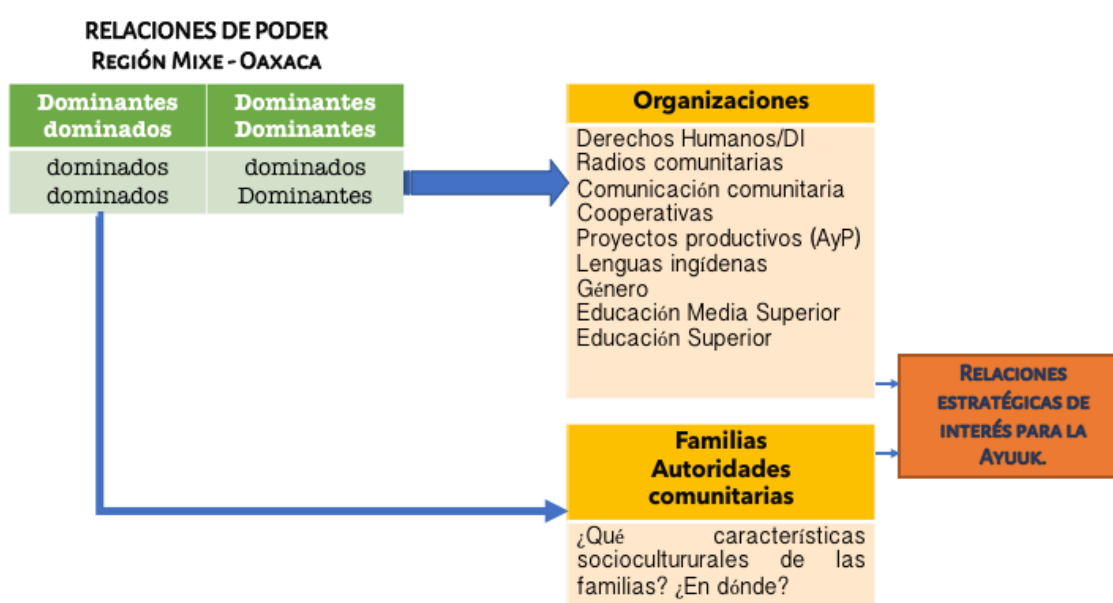 RELACIONES DE PODER
REGIÓN MIXE - OAXACA
Dominantes
dominados
Dominantes
Dominantes
dominados
dominados
dominados
Dominantes
Organizaciones
Derechos Humanos/DI
Radios comunitarias
Comunicación comunitaria
Cooperativas
Proyectos productivos (AyP)
Lenguas ingídenas
Género
Educación Media Superior
Educación Superior
Familias
Autoridades
comunitarias
¿Qué características
sociocultururales de las
familias? ¿En dónde?
RELACIONES
ESTRATÉGICAS DE
INTERÉS PARA LA
AYUUK.